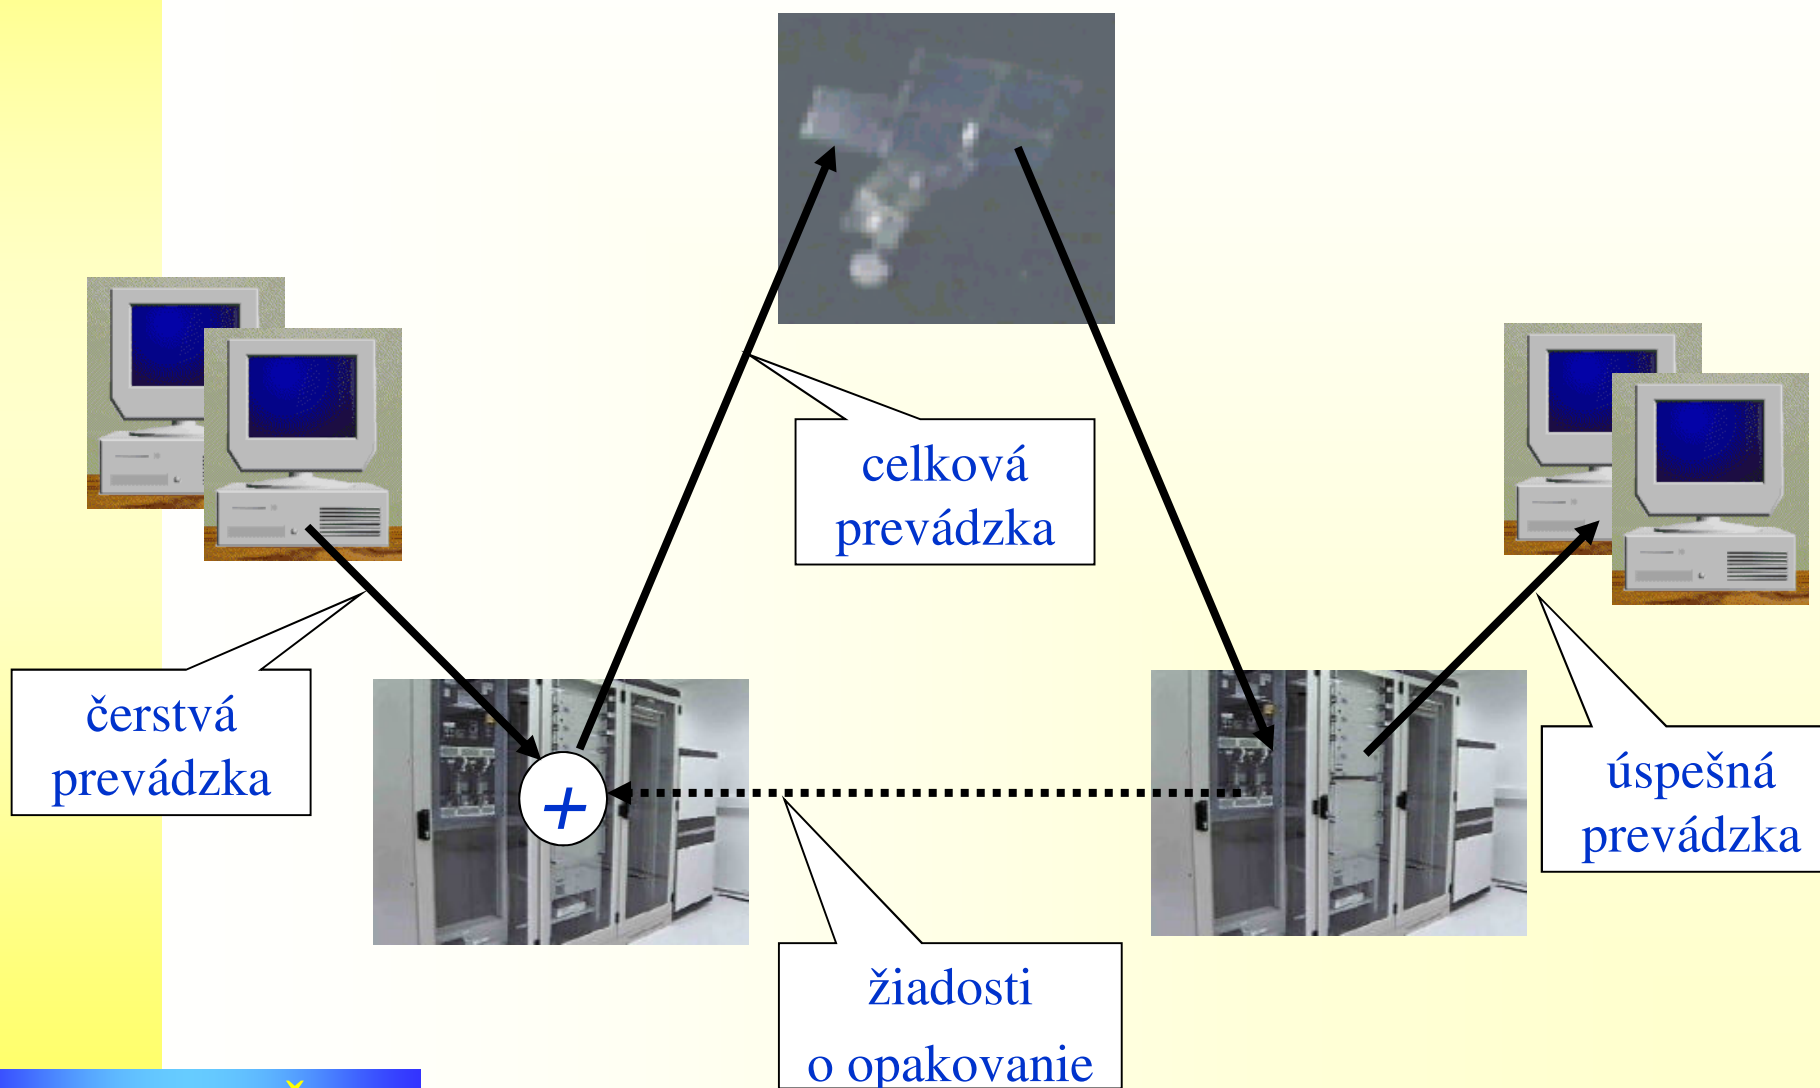 celková
prevádzka
čerstvá
prevádzka
+
úspešná
prevádzka
žiadosti
o opakovanie